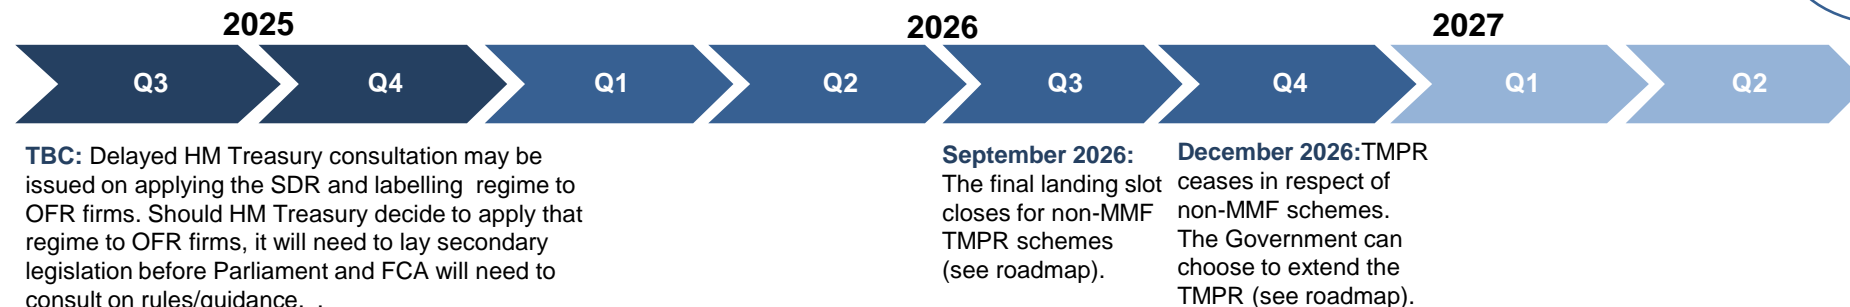 2025
2026
2027
Q3
Q4
Q1
Q2
Q3
Q4
Q1
Q2
TBC: Delayed HM Treasury consultation may be
issued on applying the SDR and labelling regime to
OFR firms. Should HM Treasury decide to apply that
regime to OFR firms, it will need to lay secondary
legislation before Parliament and FCA will need to
consult on rules/guidance. .
September 2026:
The final landing slot
closes for non-MMF
TMPR schemes
(see roadmap).
December 2026:TMPR
ceases in respect of
non-MMF schemes.
The Government can
choose to extend the
TMPR (see roadmap).